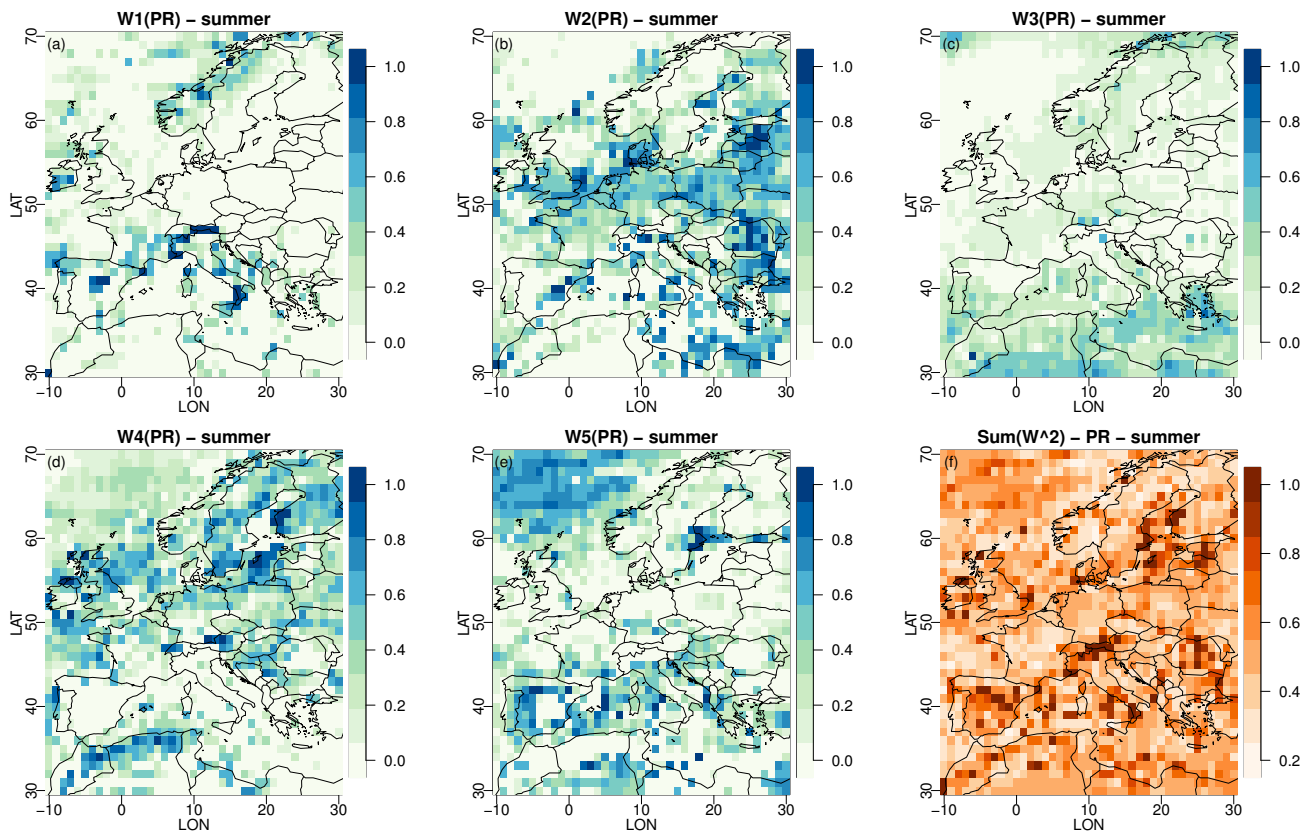 W1(PR) − summer
(a)
70
60
50
40
30
LAT
−10 0 10 20 30
LON
1.0
0.8
0.6
0.4
0.2
0.0
W2(PR) − summer
(b)
70
60
50
40
30
LAT
−10 0 10 20 30
LON
1.0
0.8
0.6
0.4
0.2
0.0
W3(PR) − summer
(c)
70
60
50
40
30
LAT
−10 0 10 20 30
LON
1.0
0.8
0.6
0.4
0.2
0.0
W4(PR) − summer
(d)
70
60
50
40
30
LAT
−10 0 10 20 30
LON
1.0
0.8
0.6
0.4
0.2
0.0
W5(PR) − summer
(e)
70
60
50
40
30
LAT
−10 0 10 20 30
LON
1.0
0.8
0.6
0.4
0.2
0.0
Sum(W^2) − PR − summer
(f)
70
60
50
40
30
LAT
−10 0 10 20 30
LON
1.0
0.8
0.6
0.4
0.2